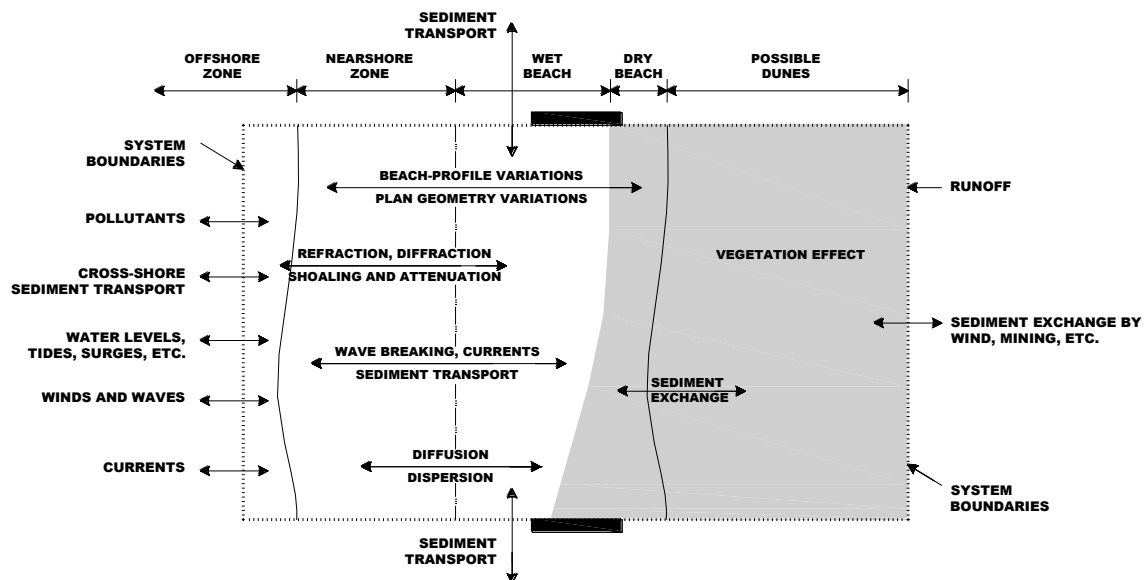 SEDIMENT
TRANSPORT
OFFSHORE
ZONE
NEARSHORE
ZONE
WET
BEACH
DRY
BEACH
POSSIBLE
DUNES
SYSTEM
BOUNDARIES
BEACH-PROFILE VARIATIONS
PLAN GEOMETRY VARIATIONS
RUNOFF
POLLUTANTS
REFRACTION, DIFFRACTION
SHOALING AND ATTENUATION
VEGETATION EFFECT
CROSS-SHORE
SEDIMENT TRANSPORT
WATER LEVELS,
TIDES, SURGES, ETC.
SEDIMENT EXCHANGE BY
WIND, MINING, ETC.
WAVE BREAKING, CURRENTS
SEDIMENT TRANSPORT
WINDS AND WAVES
SEDIMENT
EXCHANGE
CURRENTS
DIFFUSION
DISPERSION
SYSTEM
BOUNDARIES
SEDIMENT
TRANSPORT